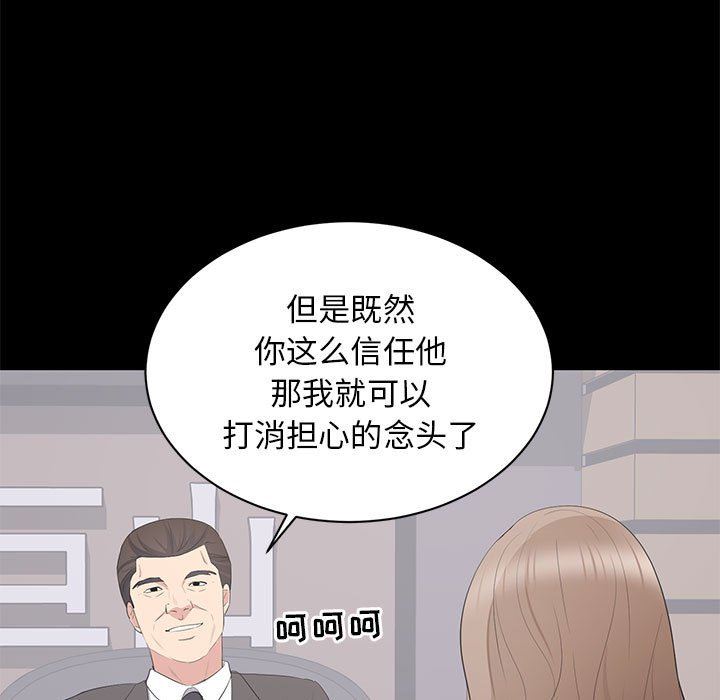 但是既然
你这么信任他
那我就可以
打消担心的念头了
呵呵呵